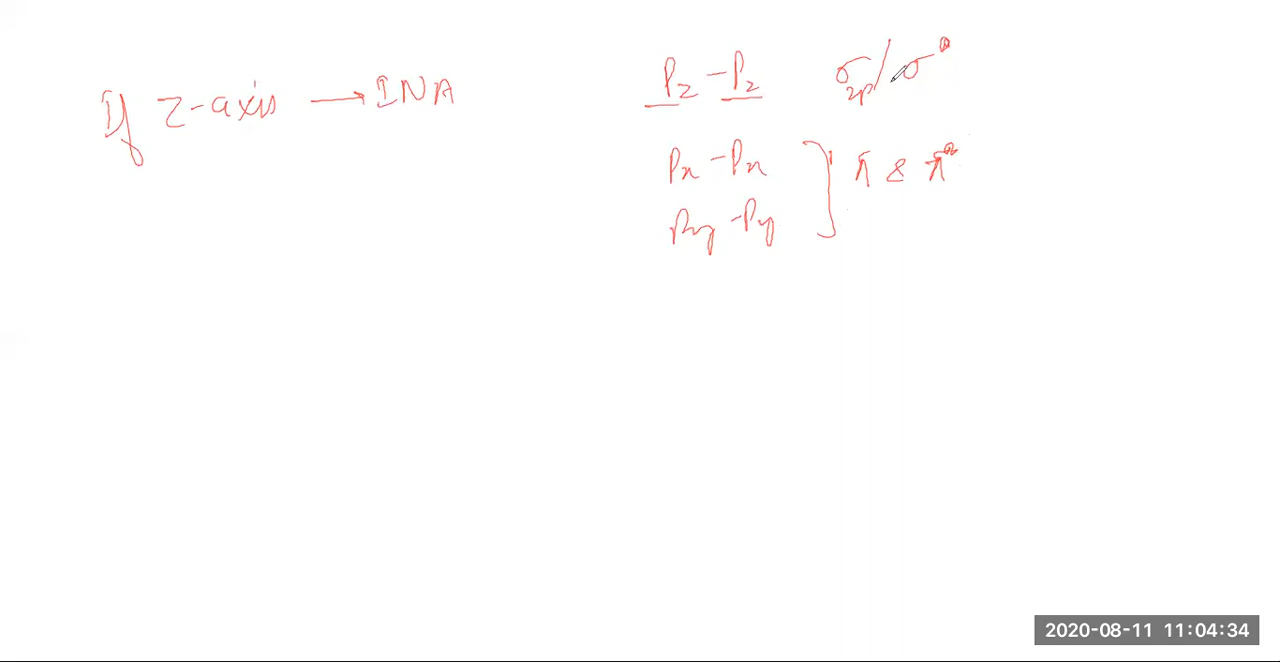 If z-axis → INA
Pz - Pz σ2p/σ*
Px - Px
Py - Py
π & π*
2020-08-11 11:04:34